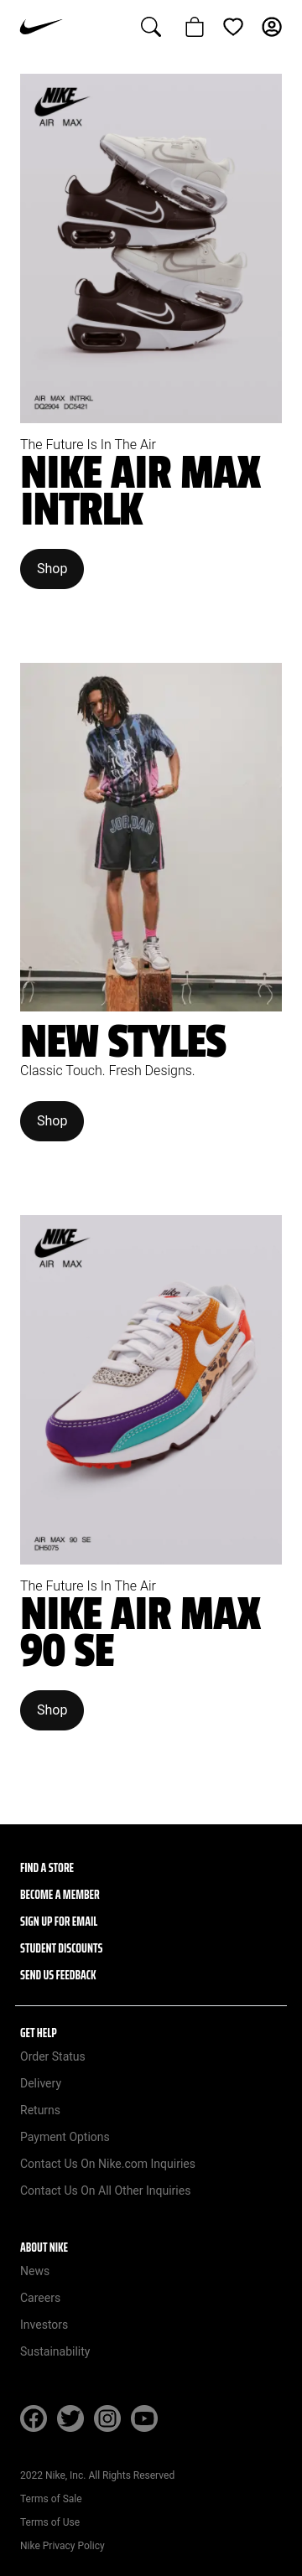 NIKE
AIR MAX
AIR MAX INTRLK
DQ2904 DC5421
The Future Is In The Air
NIKE AIR MAX
INTRLK
Shop
JORDAN
NEW STYLES
Classic Touch. Fresh Designs.
Shop
NIKE
AIR MAX
AIR MAX 90 SE
DH5075
The Future Is In The Air
NIKE AIR MAX
90 SE
Shop
FIND A STORE
BECOME A MEMBER
SIGN UP FOR EMAIL
STUDENT DISCOUNTS
SEND US FEEDBACK
GET HELP
Order Status
Delivery
Returns
Payment Options
Contact Us On Nike.com Inquiries
Contact Us On All Other Inquiries
ABOUT NIKE
News
Careers
Investors
Sustainability
2022 Nike, Inc. All Rights Reserved
Terms of Sale
Terms of Use
Nike Privacy Policy